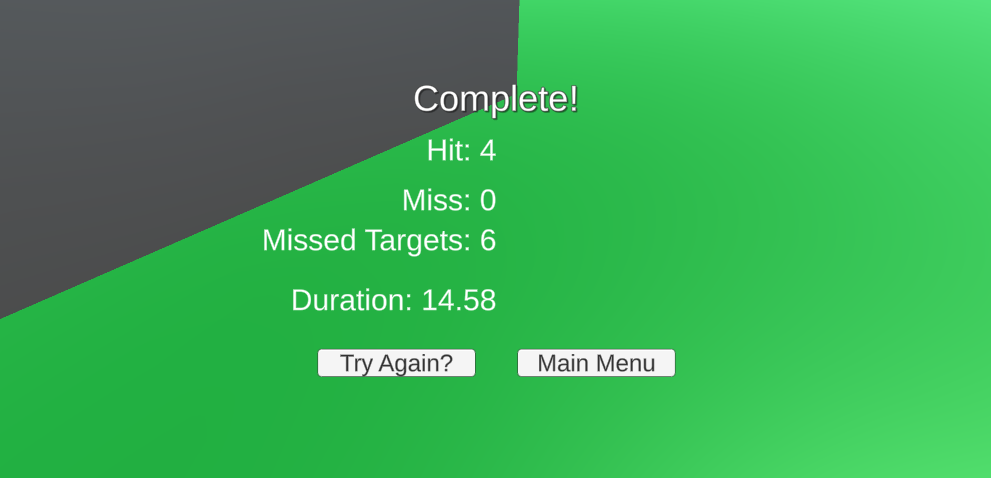 Complete!
Hit: 4
Miss: 0
Missed Targets: 6
Duration: 14.58
Try Again? Main Menu